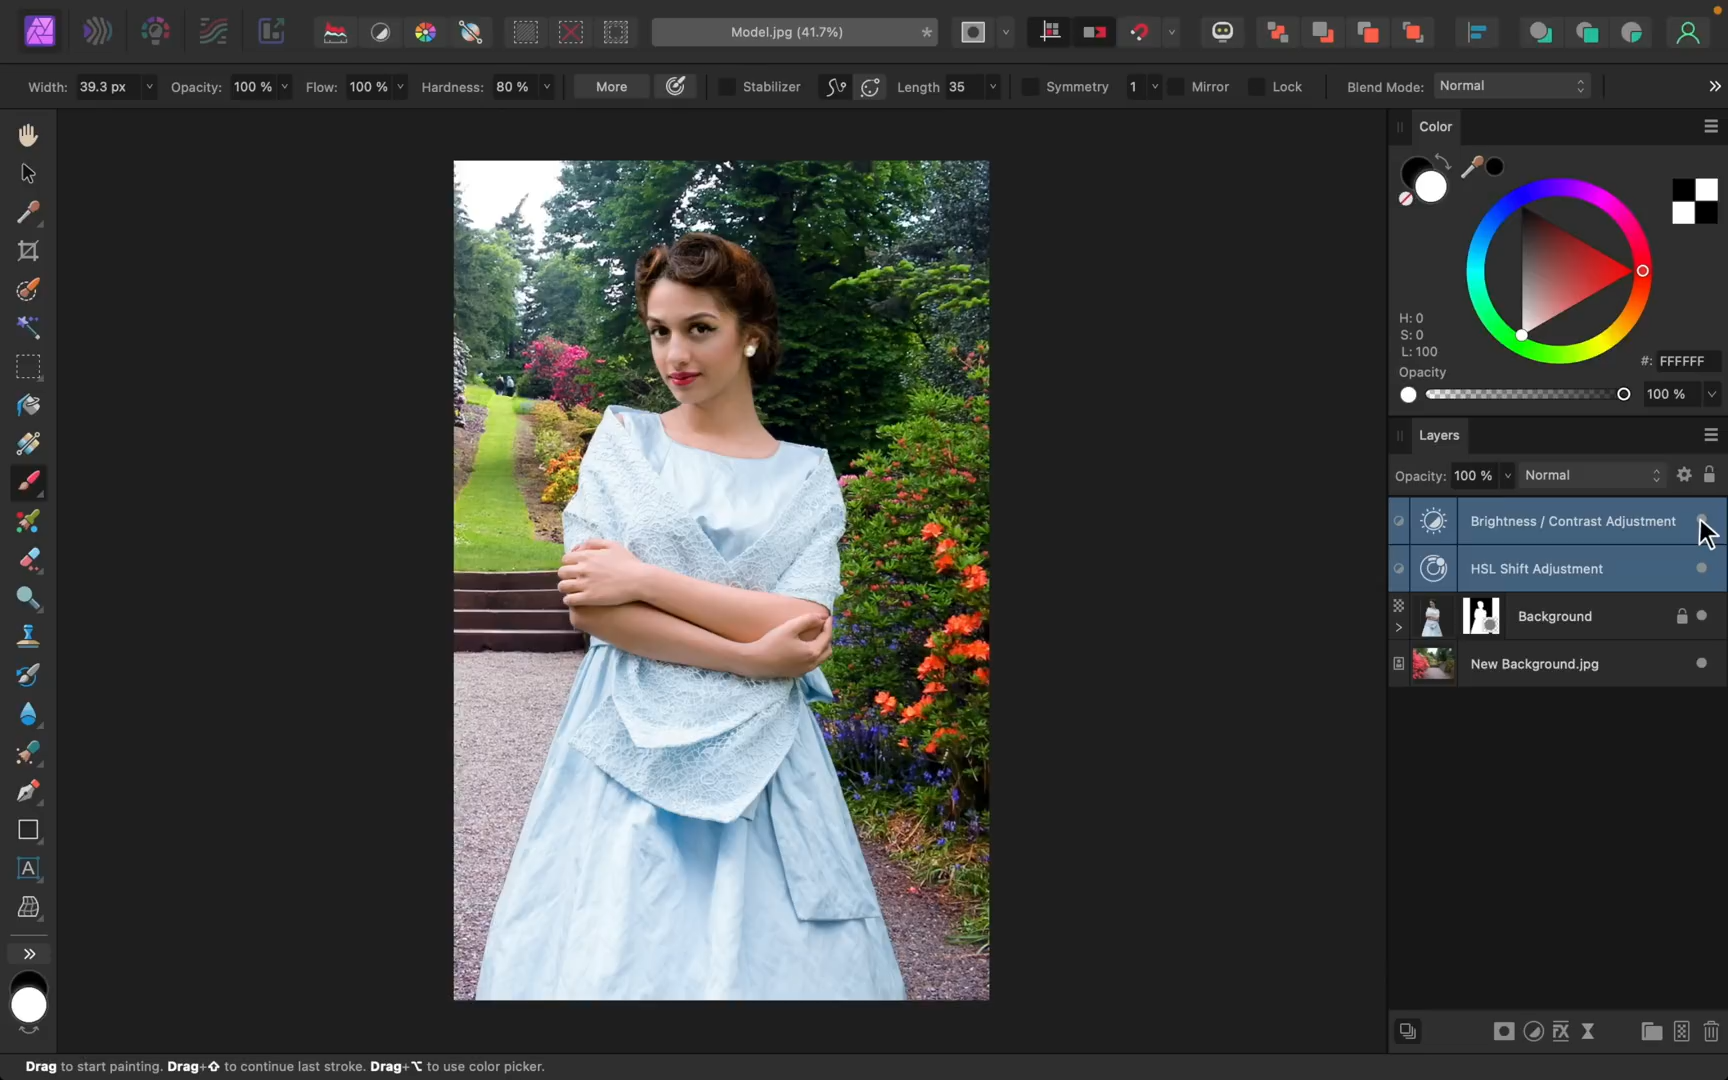 Model.jpg (41.7%)
*
Width: 39.3 px Opacity: 100 % Flow: 100 % Hardness: 80 % More Stabilizer Length 35 Symmetry 1 Mirror Lock Blend Mode: Normal
Color
H: 0
S: 0
L: 100
#: FFFFFF
Opacity
100 %
Layers
Opacity: 100 % Normal
Brightness / Contrast Adjustment
HSL Shift Adjustment
Background
New Background.jpg
A
FX
Drag to start painting. Drag+⇧ to continue last stroke. Drag+⌥ to use color picker.